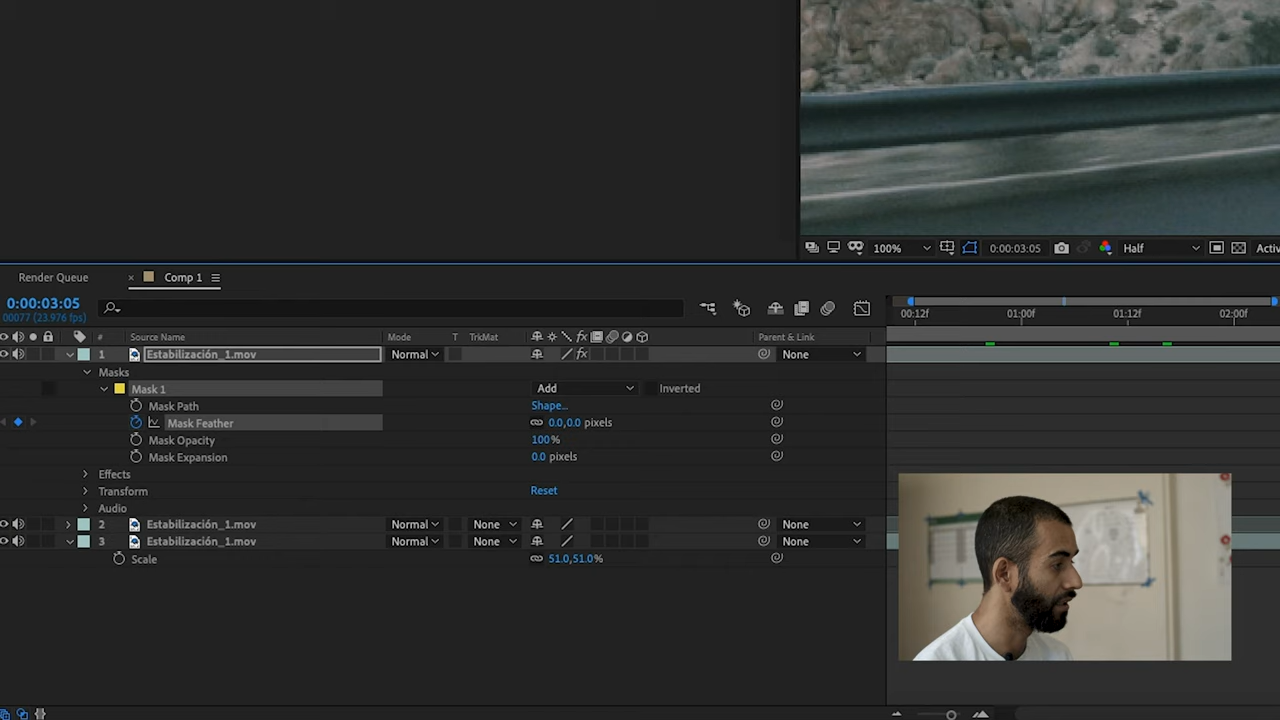 100% 0:00:03:05 Half
Render Queue × Comp 1
0:00:03:05
00077 (23.976 fps)
00:12f 01:00f 01:12f 02:00f
# Source Name Mode T TrkMat Parent & Link
1 Estabilización_1.mov Normal None
Masks
Mask 1 Add Inverted
Mask Path Shape...
Mask Feather 0.0,0.0 pixels
Mask Opacity 100%
Mask Expansion 0.0 pixels
Effects
Transform Reset
Audio
2 Estabilización_1.mov Normal None None
3 Estabilización_1.mov Normal None None
Scale 51.0,51.0%